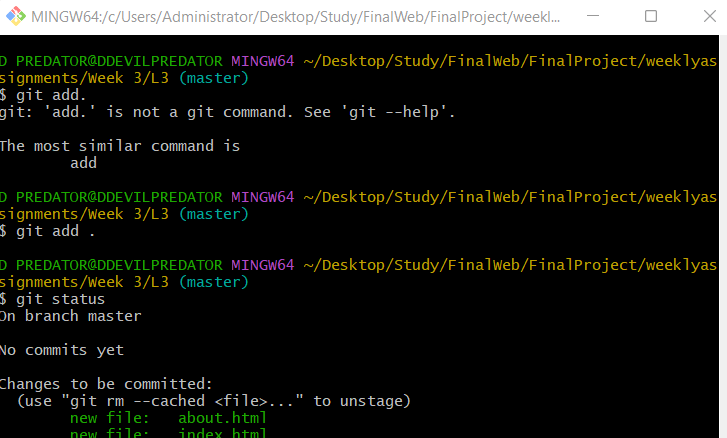 MINGW64:/c/Users/Administrator/Desktop/Study/FinalWeb/FinalProject/weekl...
D PREDATOR@DDEVILPREDATOR MINGW64 ~/Desktop/Study/FinalWeb/FinalProject/weeklyas
signments/Week 3/L3 (master)
$ git add.
git: 'add.' is not a git command. See 'git --help'.
The most similar command is
add
D PREDATOR@DDEVILPREDATOR MINGW64 ~/Desktop/Study/FinalWeb/FinalProject/weeklyas
signments/Week 3/L3 (master)
$ git add .
D PREDATOR@DDEVILPREDATOR MINGW64 ~/Desktop/Study/FinalWeb/FinalProject/weeklyas
signments/Week 3/L3 (master)
$ git status
On branch master
No commits yet
Changes to be committed:
(use "git rm --cached <file>..." to unstage)
new file: about.html
new file: index.html